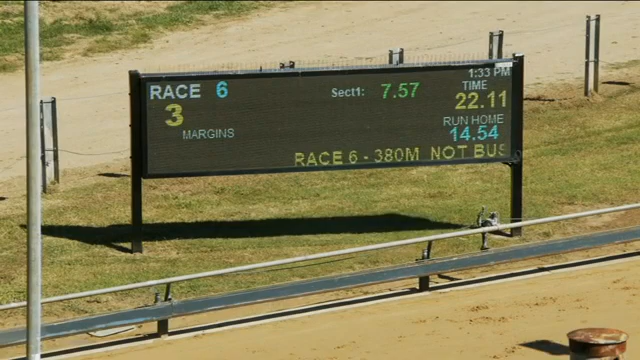 1:33 PM
RACE 6 Sect1: 7.57 TIME
3 22.11
MARGINS RUN HOME
14.54
RACE 6 - 380M NOT BUS